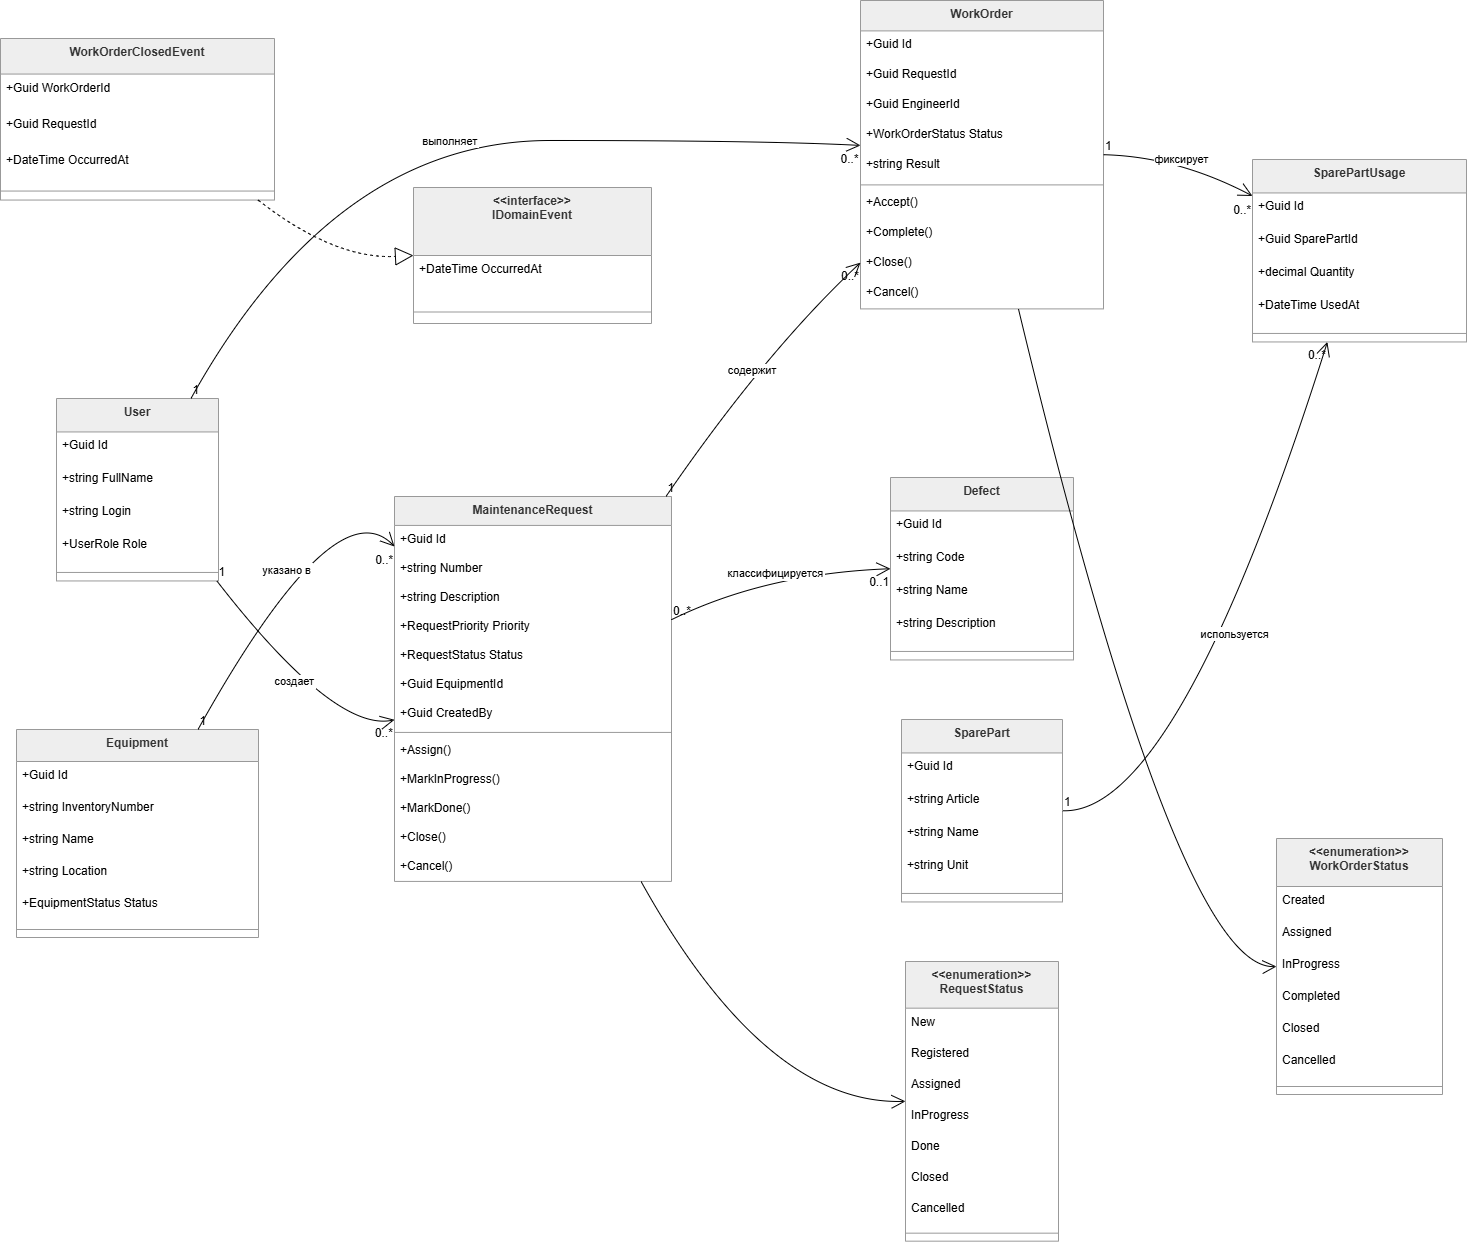 WorkOrderClosedEvent
+Guid WorkOrderId
+Guid RequestId
+DateTime OccurredAt
<<interface>>
IDomainEvent
+DateTime OccurredAt
WorkOrder
+Guid Id
+Guid RequestId
+Guid EngineerId
+WorkOrderStatus Status
+string Result
+Accept()
+Complete()
+Close()
+Cancel()
SparePartUsage
+Guid Id
+Guid SparePartId
+decimal Quantity
+DateTime UsedAt
выполняет
1
0..*
фиксирует
1
0..*
содержит
1
0..*
User
+Guid Id
+string FullName
+string Login
+UserRole Role
указано в
1
0..*
создает
1
0..*
MaintenanceRequest
+Guid Id
+string Number
+string Description
+RequestPriority Priority
+RequestStatus Status
+Guid EquipmentId
+Guid CreatedBy
+Assign()
+MarkInProgress()
+MarkDone()
+Close()
+Cancel()
классифицируется
0..*
0..1
Defect
+Guid Id
+string Code
+string Name
+string Description
используется
1
0..*
Equipment
+Guid Id
+string InventoryNumber
+string Name
+string Location
+EquipmentStatus Status
SparePart
+Guid Id
+string Article
+string Name
+string Unit
<<enumeration>>
WorkOrderStatus
Created
Assigned
InProgress
Completed
Closed
Cancelled
<<enumeration>>
RequestStatus
New
Registered
Assigned
InProgress
Done
Closed
Cancelled